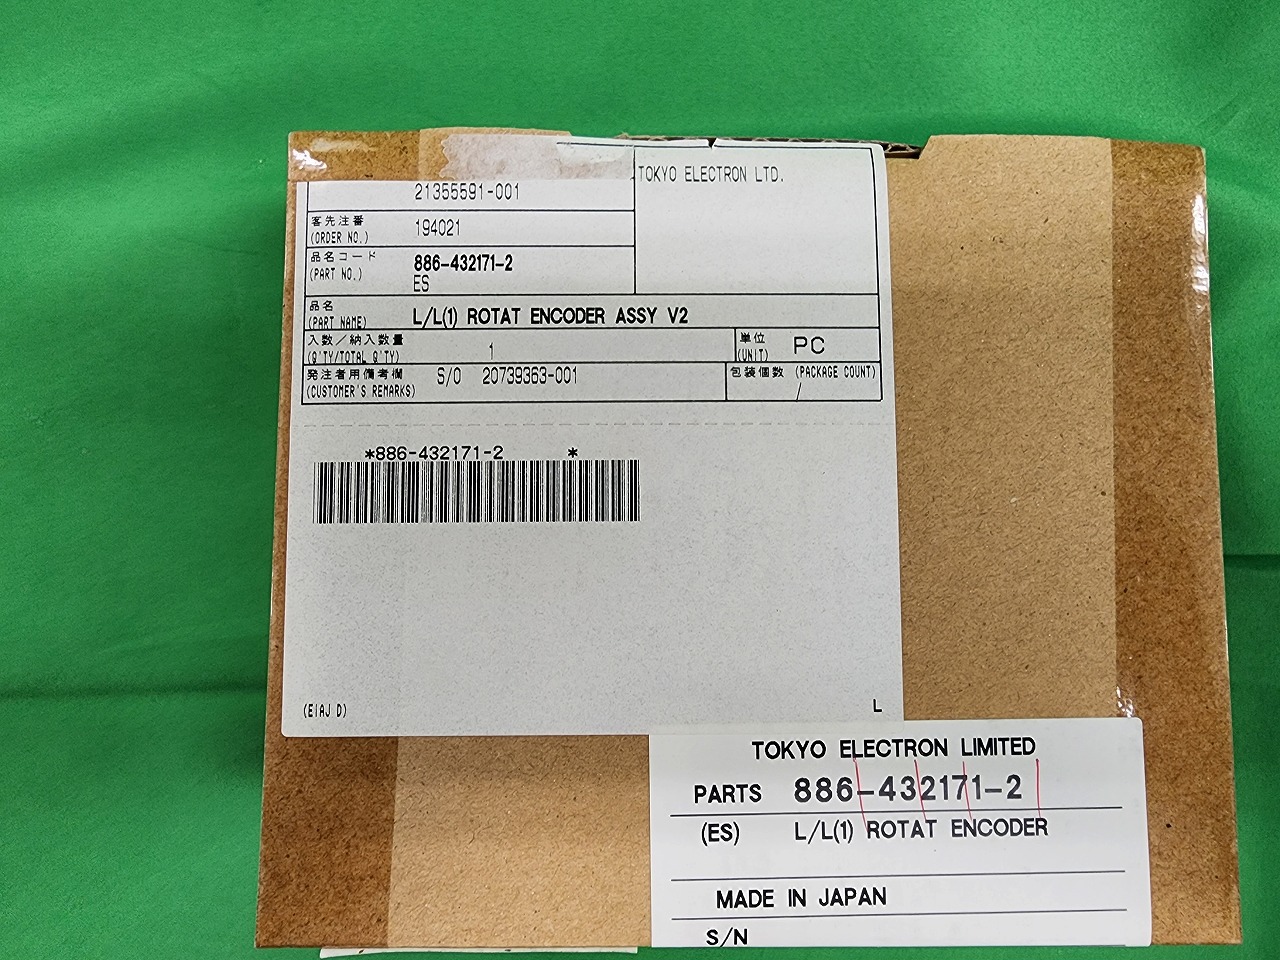 21355591-001
TOKYO ELECTRON LTD.
客先注番
(ORDER NO.)
194021
品名コード
(PART NO.)
886-432171-2
ES
品名
(PART NAME)
L/L(1) ROTAT ENCODER ASSY V2
入数/納入数量
(Q'TY/TOTAL Q'TY)
1
単位
(UNIT)
PC
発注者用備考欄
(CUSTOMER'S REMARKS)
S/O 20739363-001
包装個数 (PACKAGE COUNT)
/
*886-432171-2 *
(EIAJ D)
L
TOKYO ELECTRON LIMITED
PARTS 886-432171-2
(ES) L/L(1) ROTAT ENCODER
MADE IN JAPAN
S/N